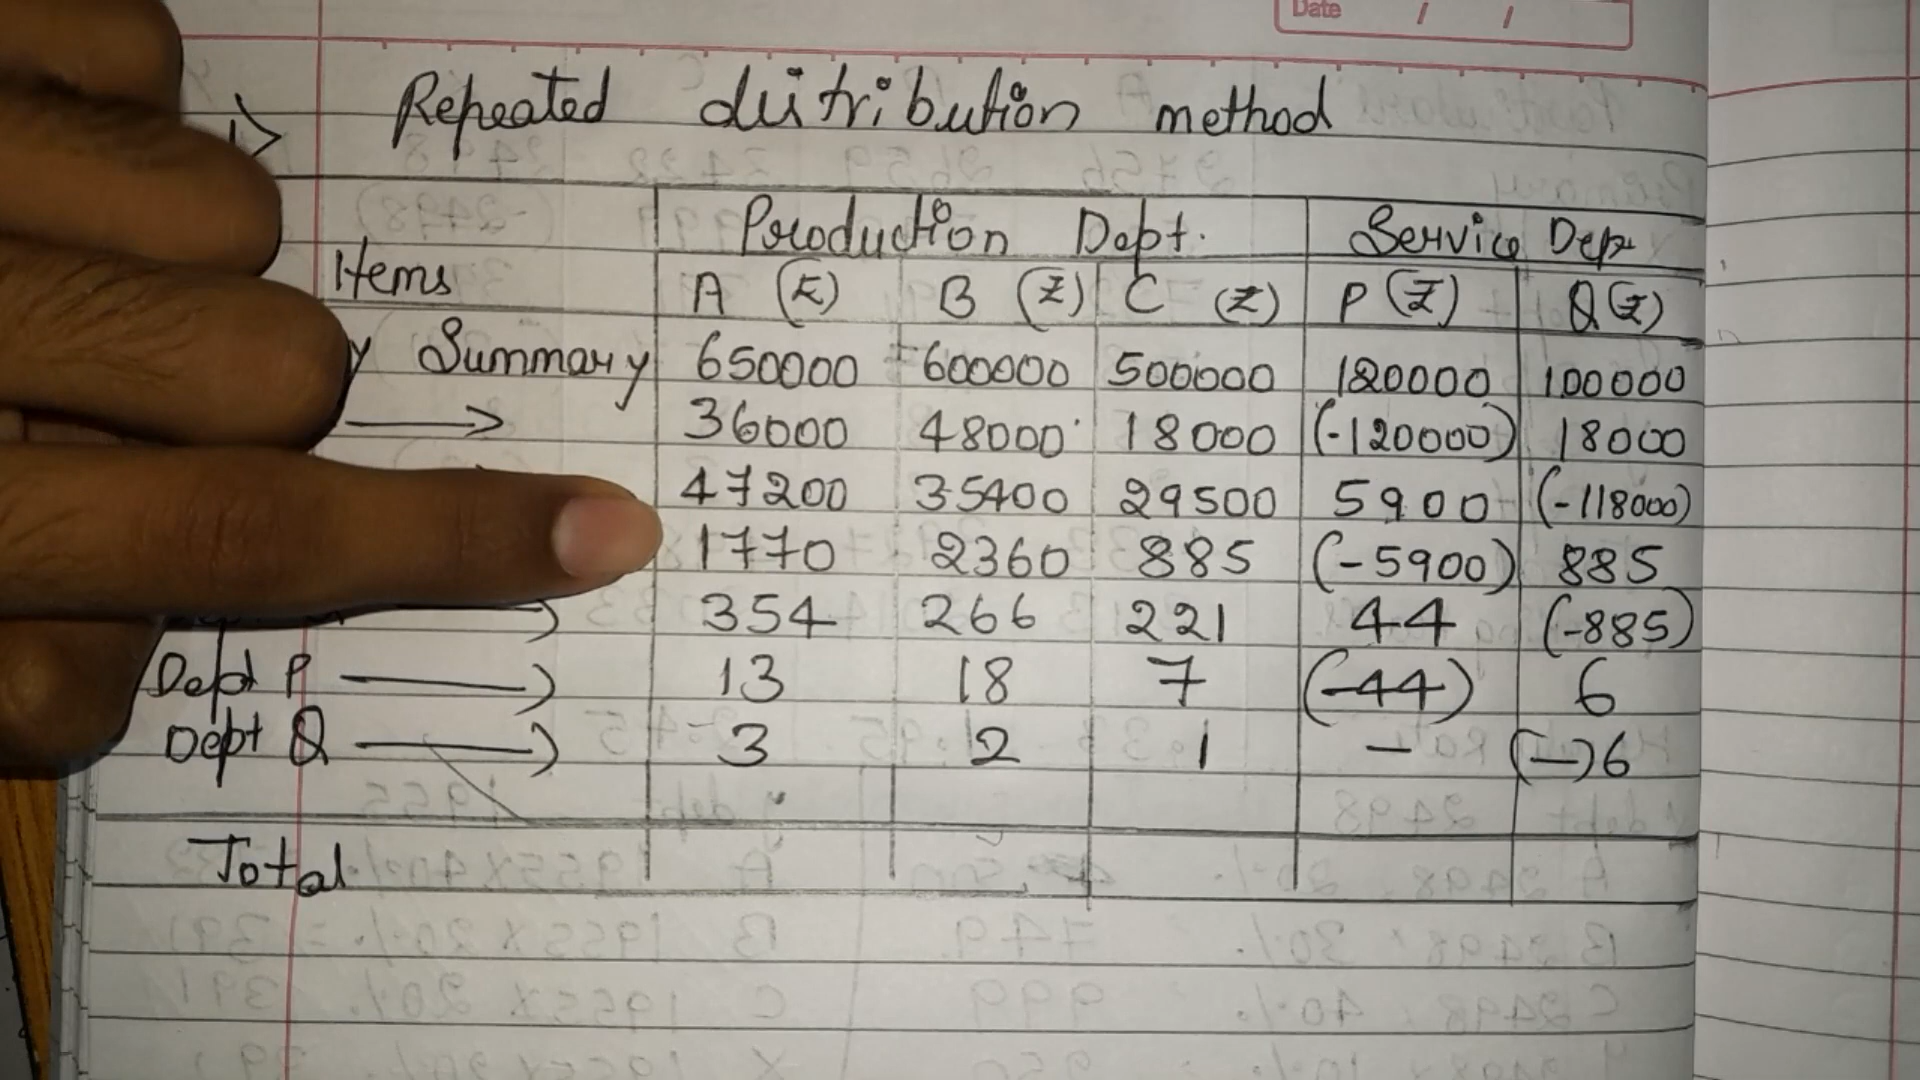 Date / /
Repeated distribution method
Production Dept. Service Dept
Items A (₹) B (₹) C (₹) P (₹) Q (₹)
y Summary 650000 600000 500000 120000 100000
→ 36000 48000 18000 (-120000) 18000
47200 35400 29500 5900 (-118000)
1770 2360 885 (-5900) 885
→ 354 266 221 44 (-885)
Dept P → 13 18 7 (-44) 6
Dept Q → 3 2 1 - (-)6
Total